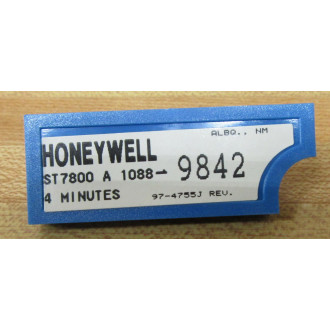 ALBQ., NM
HONEYWELL
ST7800 A 1088- 9842
4 MINUTES
97-4755J REV.